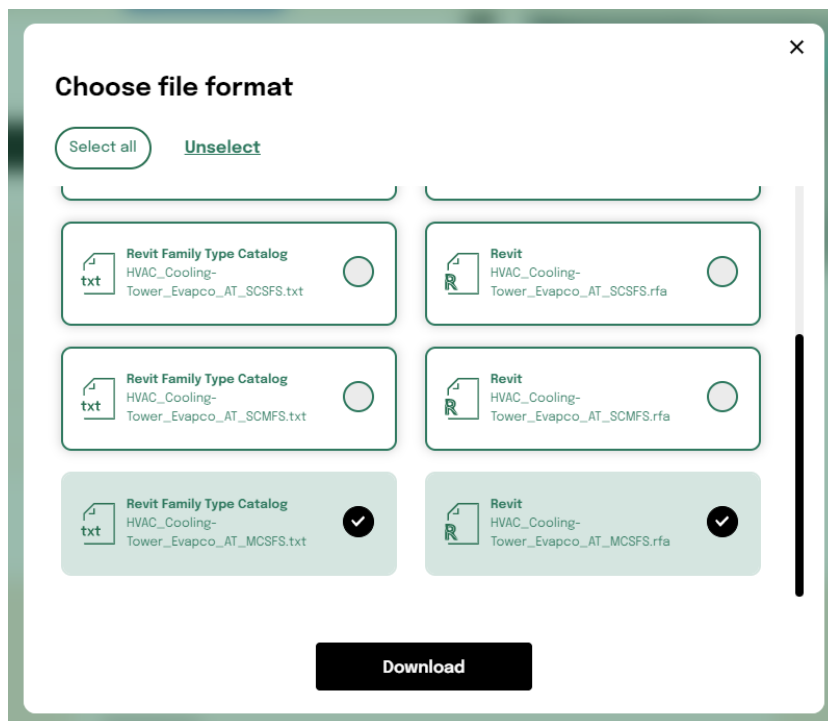 Choose file format
Select all
Unselect
Revit Family Type Catalog
txt
HVAC_Cooling-
Tower_Evapco_AT_SCSFS.txt
Revit
R
HVAC_Cooling-
Tower_Evapco_AT_SCSFS.rfa
Revit Family Type Catalog
txt
HVAC_Cooling-
Tower_Evapco_AT_SCMFS.txt
Revit
R
HVAC_Cooling-
Tower_Evapco_AT_SCMFS.rfa
Revit Family Type Catalog
txt
HVAC_Cooling-
Tower_Evapco_AT_MCSFS.txt
Revit
R
HVAC_Cooling-
Tower_Evapco_AT_MCSFS.rfa
Download